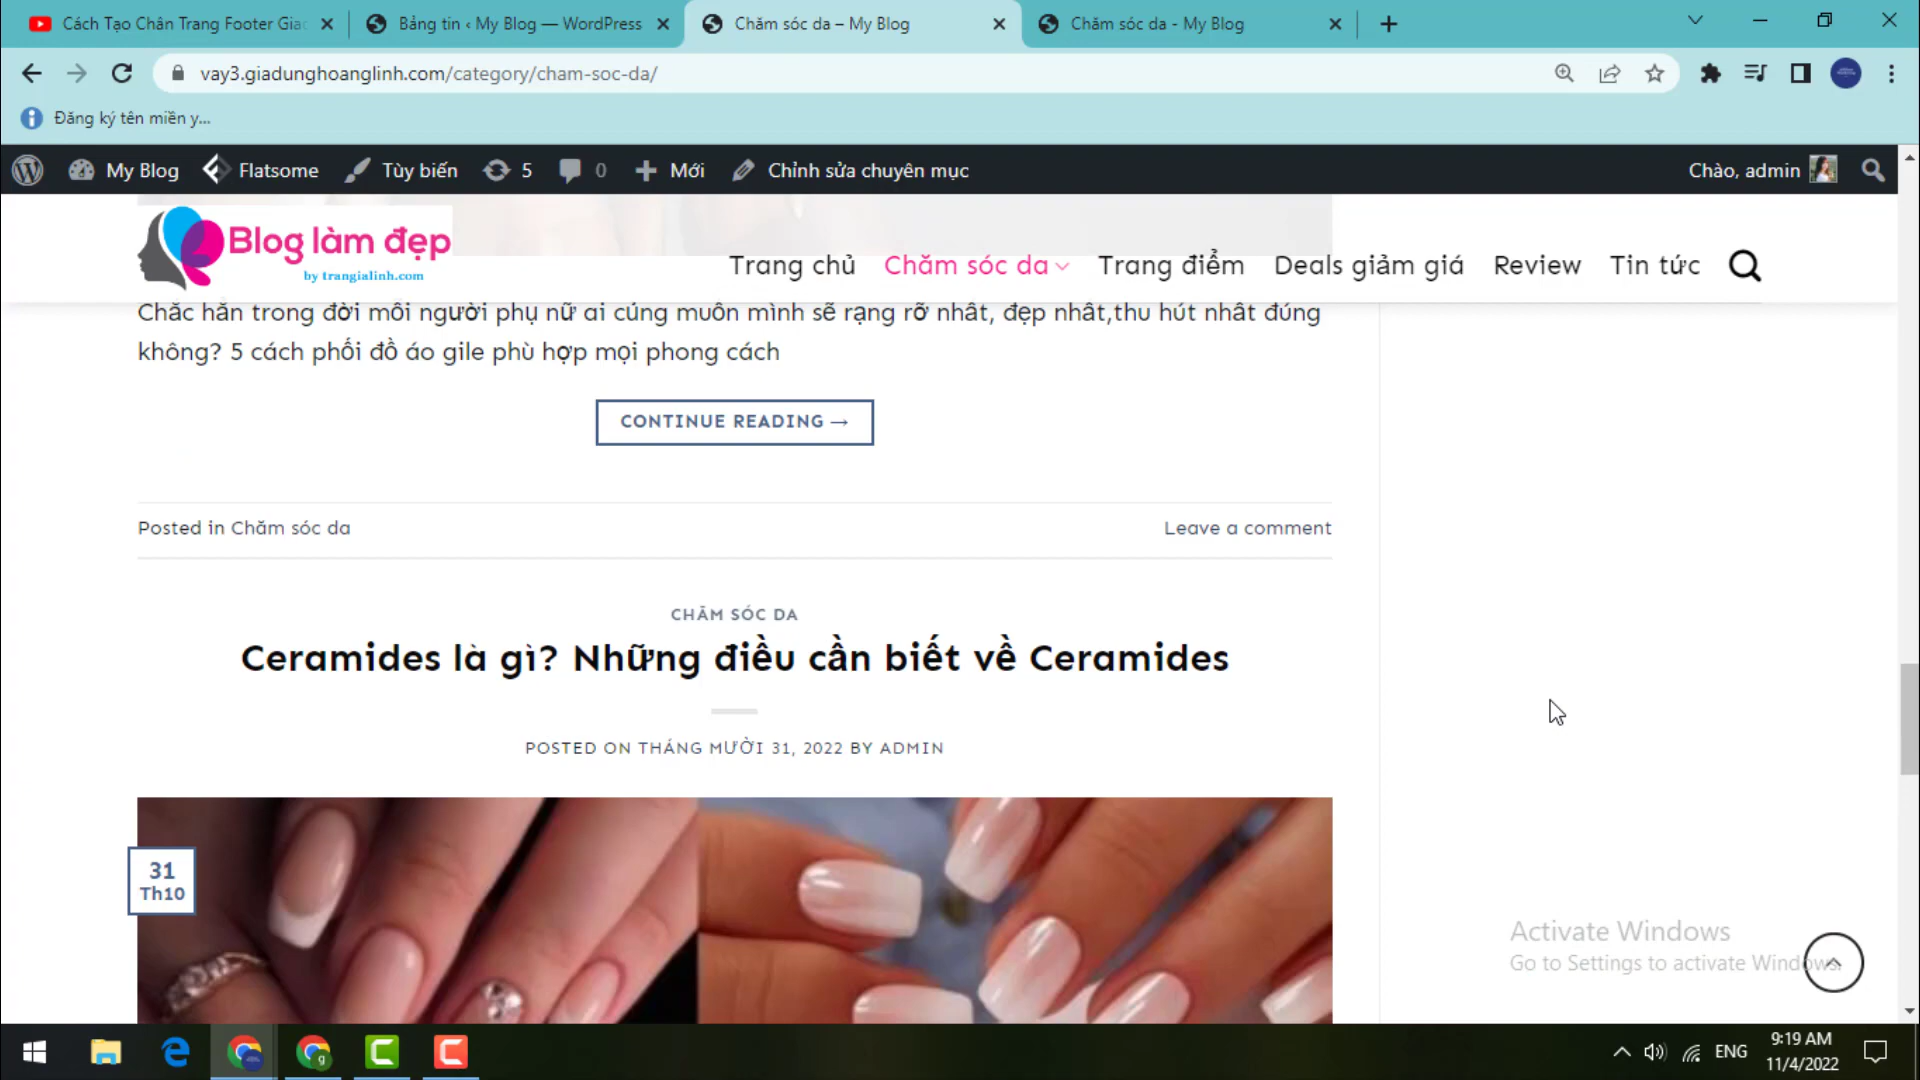 Cách Tạo Chân Trang Footer Giao
Bảng tin ‹ My Blog — WordPress
Chăm sóc da – My Blog
Chăm sóc da - My Blog
vay3.giadunghoanglinh.com/category/cham-soc-da/
Đăng ký tên miền y...
My Blog
Flatsome
Tùy biến
5
0
Mới
Chỉnh sửa chuyên mục
Chào, admin
Blog làm đẹp
by trangialinh.com
Trang chủ
Chăm sóc da
Trang điểm
Deals giảm giá
Review
Tin tức
Chắc hẳn trong đời mỗi người phụ nữ ai cũng muốn mình sẽ rạng rỡ nhất, đẹp nhất,thu hút nhất đúng
không? 5 cách phối đồ áo gile phù hợp mọi phong cách
CONTINUE READING →
Posted in Chăm sóc da
Leave a comment
CHĂM SÓC DA
Ceramides là gì? Những điều cần biết về Ceramides
POSTED ON THÁNG MƯỜI 31, 2022 BY ADMIN
31
Th10
Activate Windows
Go to Settings to activate Windows.
ENG
9:19 AM
11/4/2022